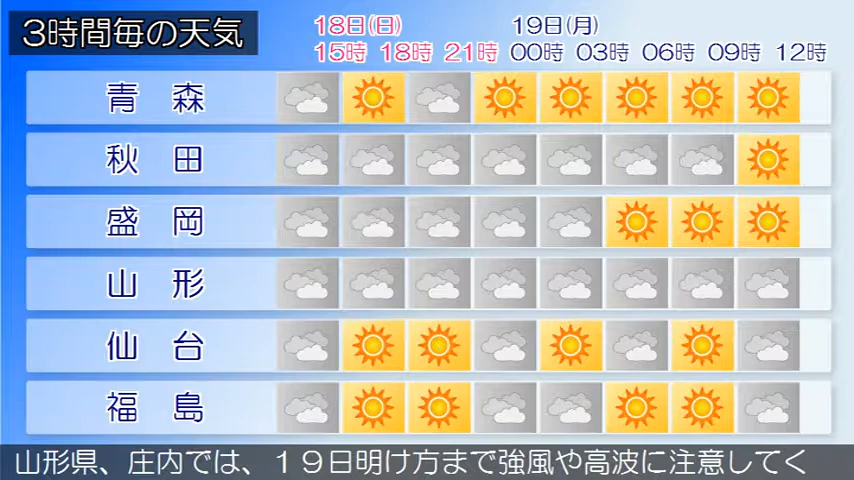 3時間毎の天気
18日(日) 19日(月)
15時 18時 21時 00時 03時 06時 09時 12時
青森
秋田
盛岡
山形
仙台
福島
山形県、庄内では、19日明け方まで強風や高波に注意してく